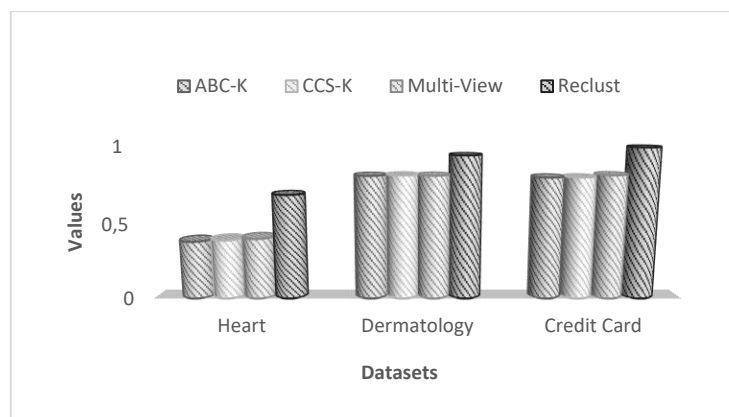 ABC-K CCS-K Multi-View Reclust
1
0,5
0
Values
Heart Dermatology Credit Card
Datasets